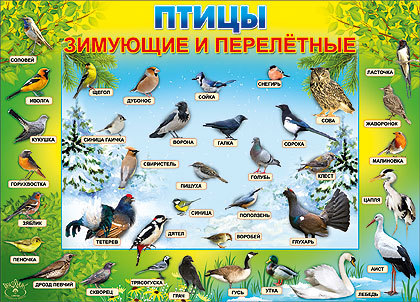 ПТИЦЫ
ЗИМУЮЩИЕ И ПЕРЕЛЁТНЫЕ
СОЛОВЕЙ
ЩЕГОЛ
ДУБОНОС
СОЙКА
СНЕГИРЬ
СОВА
ЛАСТОЧКА
ИВОЛГА
СИНИЦА ГАИЧКА
ВОРОНА
ГАЛКА
СОРОКА
ЖАВОРОНОК
КУКУШКА
СВИРИСТЕЛЬ
ГОЛУБЬ
КЛЕСТ
МАЛИНОВКА
ГОРИХВОСТКА
ПИЩУХА
ЦАПЛЯ
ЗЯБЛИК
СИНИЦА
ПОПОЛЗЕНЬ
ТЕТЕРЕВ
ДЯТЕЛ
ВОРОБЕЙ
ГЛУХАРЬ
ПЕНОЧКА
АИСТ
ДРОЗД ПЕВЧИЙ
СКВОРЕЦ
ТРЯСОГУЗКА
ГРАЧ
ГУСЬ
УТКА
ЛЕБЕДЬ